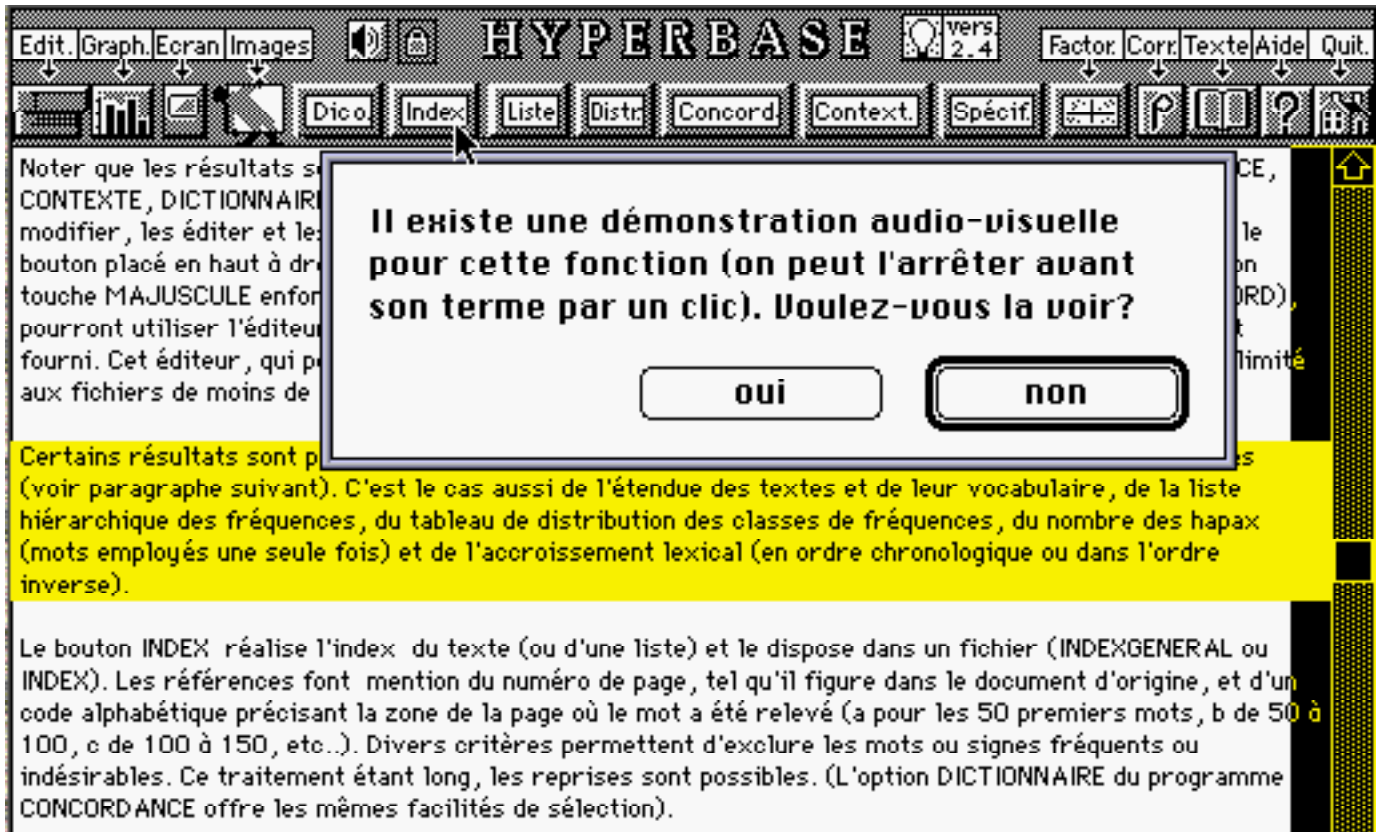 Edit. Graph. Ecran Images HYPERBASE vers. 2.4 Factor. Corr. Texte Aide Quit.
Dico. Index Liste Distr. Concord. Context. Spécif. P ?
Noter que les résultats s CE,
CONTEXTE, DICTIONNAIR
modifier, les éditer et le le
bouton placé en haut à dr on
touche MAJUSCULE enfor ORD),
pourront utiliser l'éditeu t
fourni. Cet éditeur, qui p limité
aux fichiers de moins de
Il existe une démonstration audio-visuelle
pour cette fonction (on peut l'arrêter avant
son terme par un clic). Voulez-vous la voir?
oui non
Certains résultats sont p s
(voir paragraphe suivant). C'est le cas aussi de l'étendue des textes et de leur vocabulaire, de la liste
hiérarchique des fréquences, du tableau de distribution des classes de fréquences, du nombre des hapax
(mots employés une seule fois) et de l'accroissement lexical (en ordre chronologique ou dans l'ordre
inverse).
Le bouton INDEX réalise l'index du texte (ou d'une liste) et le dispose dans un fichier (INDEXGENERAL ou
INDEX). Les références font mention du numéro de page, tel qu'il figure dans le document d'origine, et d'un
code alphabétique précisant la zone de la page où le mot a été relevé (a pour les 50 premiers mots, b de 50 à
100, c de 100 à 150, etc..). Divers critères permettent d'exclure les mots ou signes fréquents ou
indésirables. Ce traitement étant long, les reprises sont possibles. (L'option DICTIONNAIRE du programme
CONCORDANCE offre les mêmes facilités de sélection).